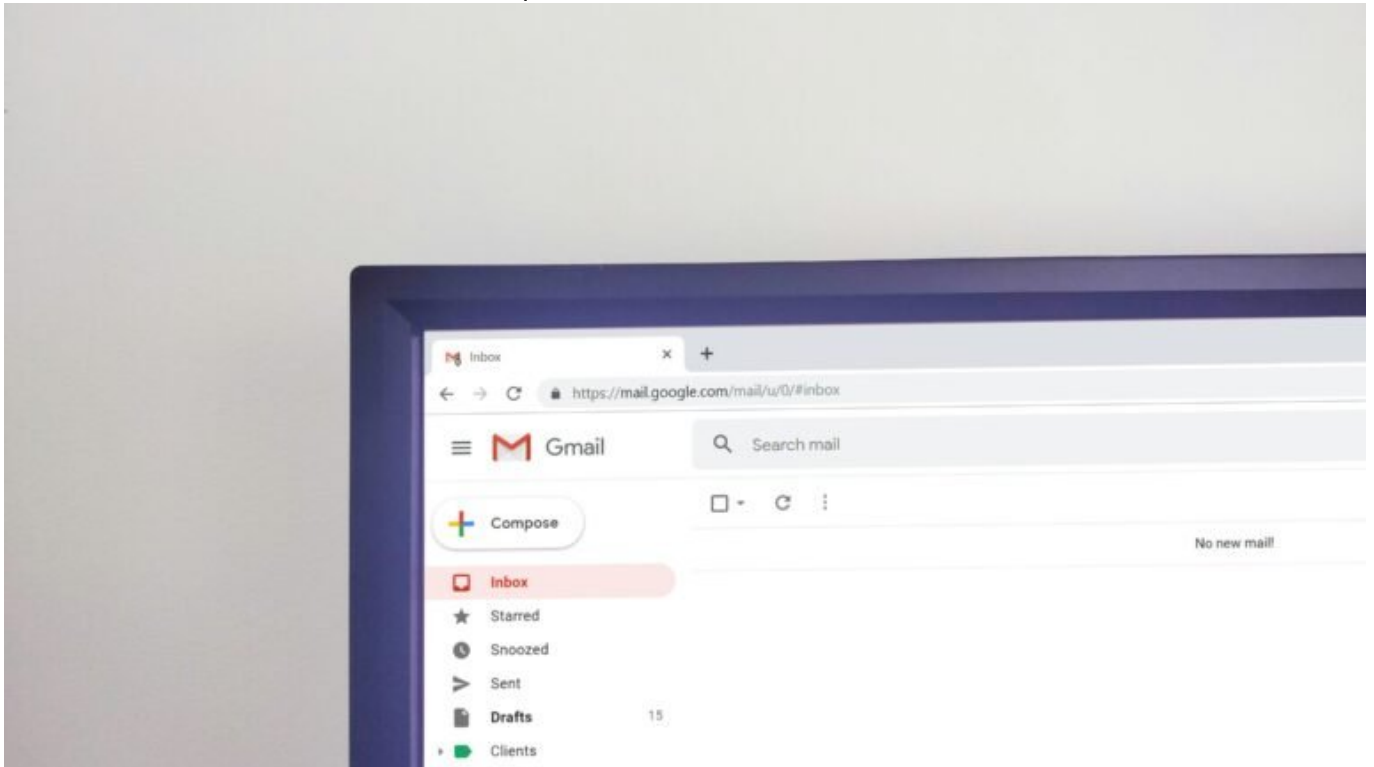 Inbox
https://mail.google.com/mail/u/0/#inbox
Gmail
Search mail
Compose
No new mail!
Inbox
Starred
Snoozed
Sent
Drafts 15
Clients